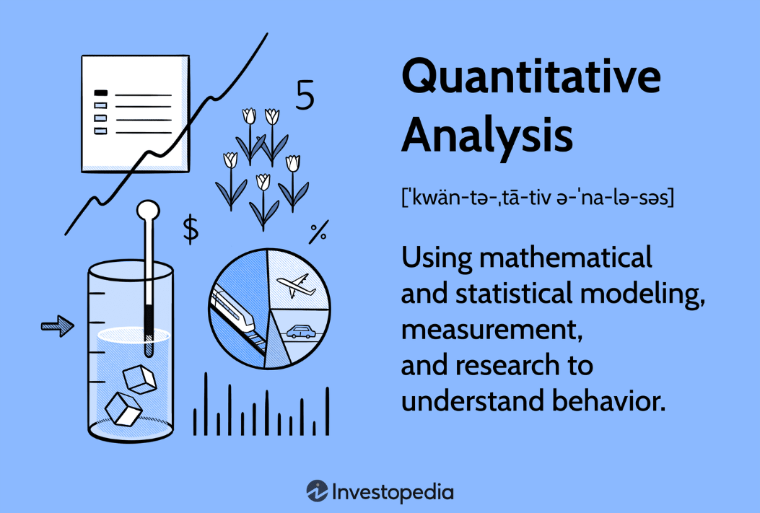 5
$
%
Quantitative
Analysis
[ˈkwän-tə-ˌtā-tiv ə-ˈna-lə-səs]
Using mathematical
and statistical modeling,
measurement,
and research to
understand behavior.
Investopedia